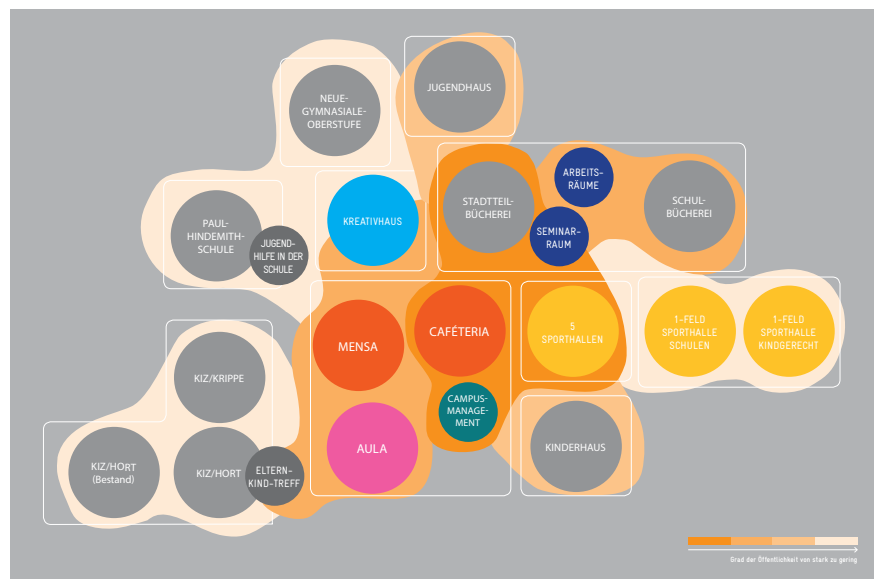 NEUE-
GYMNASIALE-
OBERSTUFE
JUGENDHAUS
ARBEITS-
RÄUME
STADTTEIL-
BÜCHEREI
SCHUL-
BÜCHEREI
SEMINAR-
RAUM
PAUL-
HINDEMITH-
SCHULE
JUGEND-
HILFE IN DER
SCHULE
KREATIVHAUS
MENSA
CAFÉTERIA
5
SPORTHALLEN
1-FELD
SPORTHALLE
SCHULEN
1-FELD
SPORTHALLE
KINDGERECHT
KIZ/KRIPPE
CAMPUS-
MANAGE-
MENT
AULA
KINDERHAUS
KIZ/HORT
(Bestand)
KIZ/HORT
ELTERN-
KIND-TREFF
Grad der Öffentlichkeit von stark zu gering